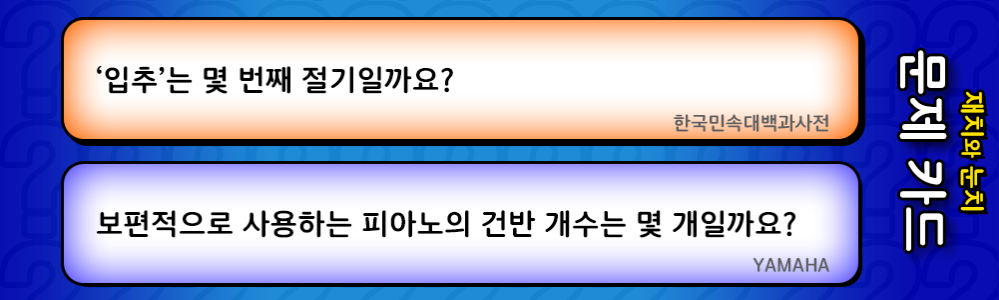 ‘입추’는 몇 번째 절기일까요?
한국민속대백과사전
보편적으로 사용하는 피아노의 건반 개수는 몇 개일까요?
YAMAHA
재치와 눈치
문제 카드